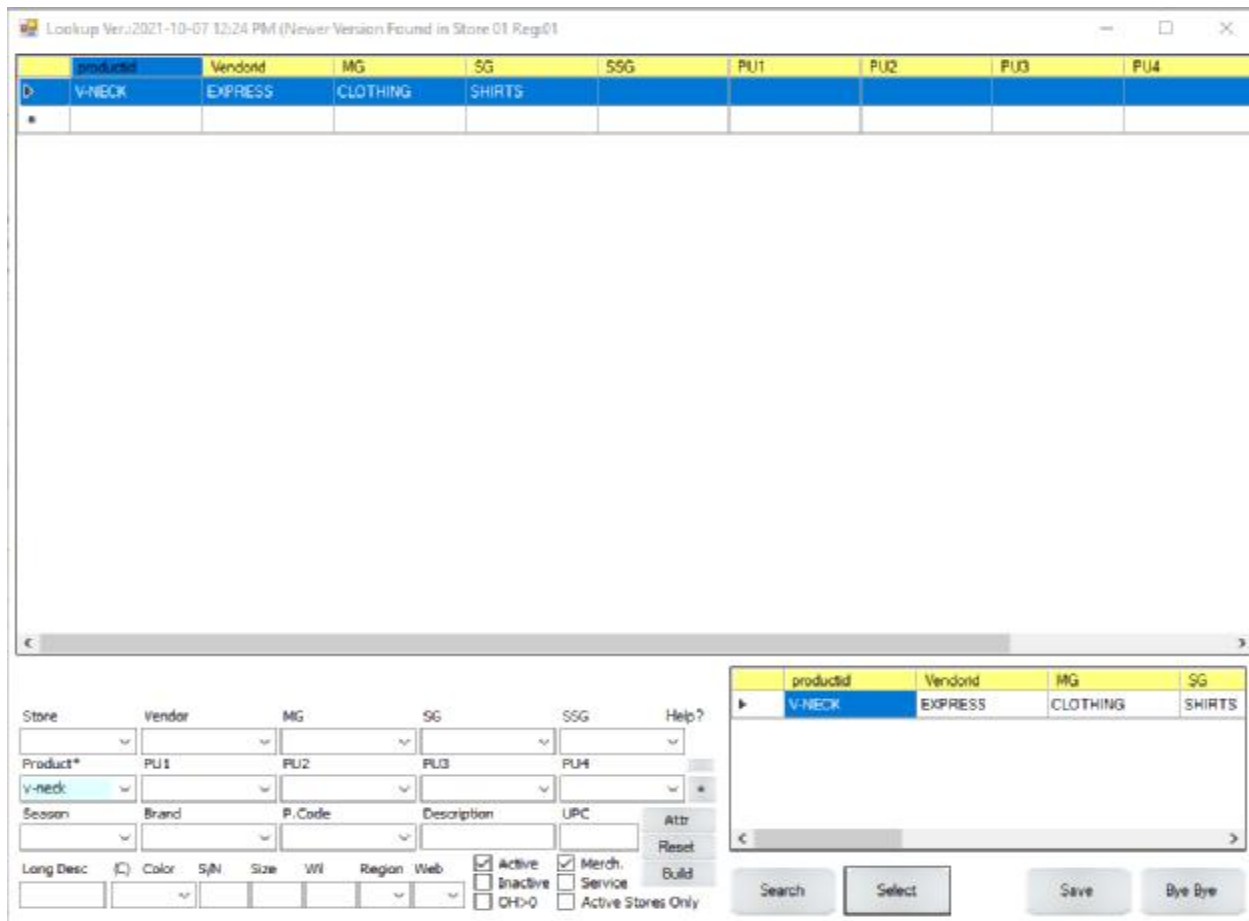 Lookup Ver.:2021-10-07 12:24 PM (Newer Version Found in Store 01 Regi:01
productid Vendorid MG SG SSG PU1 PU2 PU3 PU4
V-NECK EXPRESS CLOTHING SHIRTS
productid Vendorid MG SG
V-NECK EXPRESS CLOTHING SHIRTS
Store Vendor MG SG SSG Help?
Product* PU1 PU2 PU3 PU4
v-neck
Season Brand P.Code Description UPC Attr
Reset
Long Desc (C) Color S/N Size Wi Region Web Active Merch. Build
Inactive Service
OH>0 Active Stores Only
Search Select Save Bye Bye